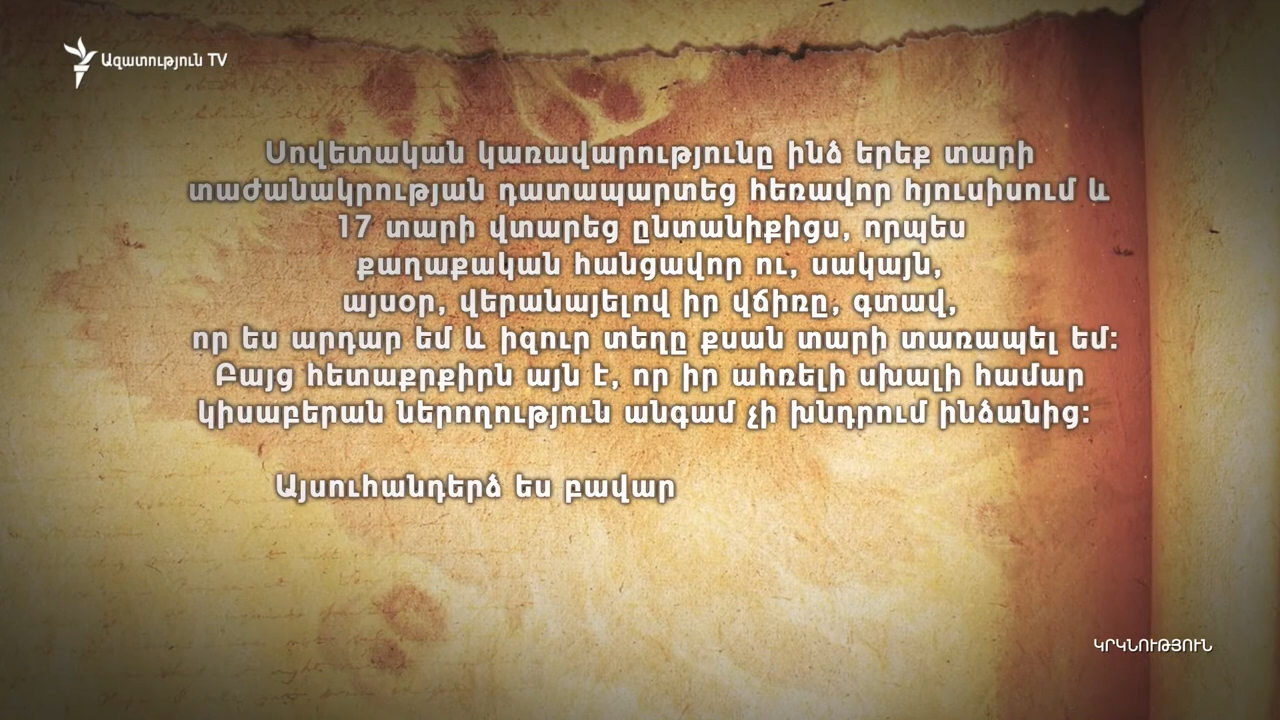 Ազատություն TV
Սովետական կառավարությունը ինձ երեք տարի
տաժանակրության դատապարտեց հեռավոր հյուսիսում և
17 տարի վտարեց ընտանիքիցս, որպես
քաղաքական հանցավոր ու, սակայն,
այսօր, վերանայելով իր վճիռը, գտավ,
որ ես արդար եմ և իզուր տեղը քսան տարի տառապել եմ:
Բայց հետաքրքիրն այն է, որ իր ահռելի սխալի համար
կիսաբերան ներողություն անգամ չի խնդրում ինձանից:
Այսուհանդերձ ես բավար
ԿՐԿՆՈՒԹՅՈՒՆ